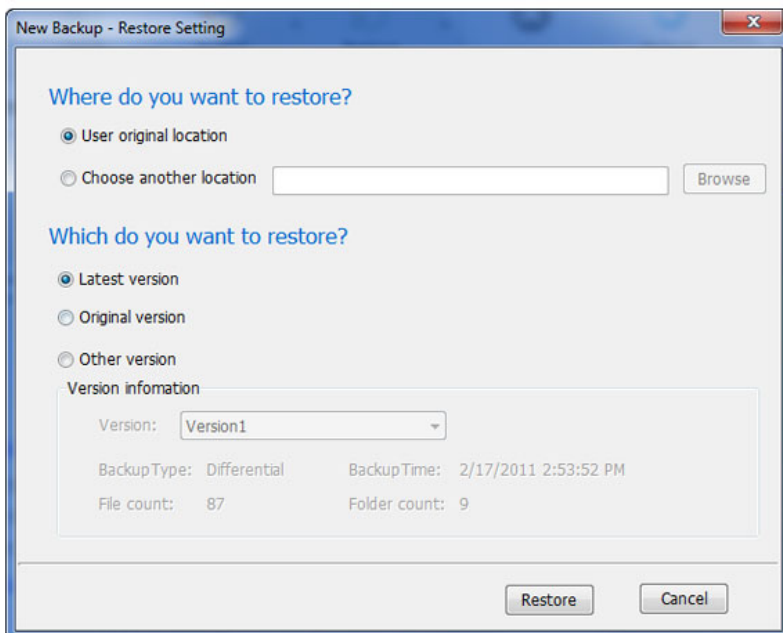 New Backup - Restore Setting
Where do you want to restore?
User original location
Choose another location
Browse
Which do you want to restore?
Latest version
Original version
Other version
Version infomation
Version: Version1
BackupType: Differential BackupTime: 2/17/2011 2:53:52 PM
File count: 87 Folder count: 9
Restore Cancel